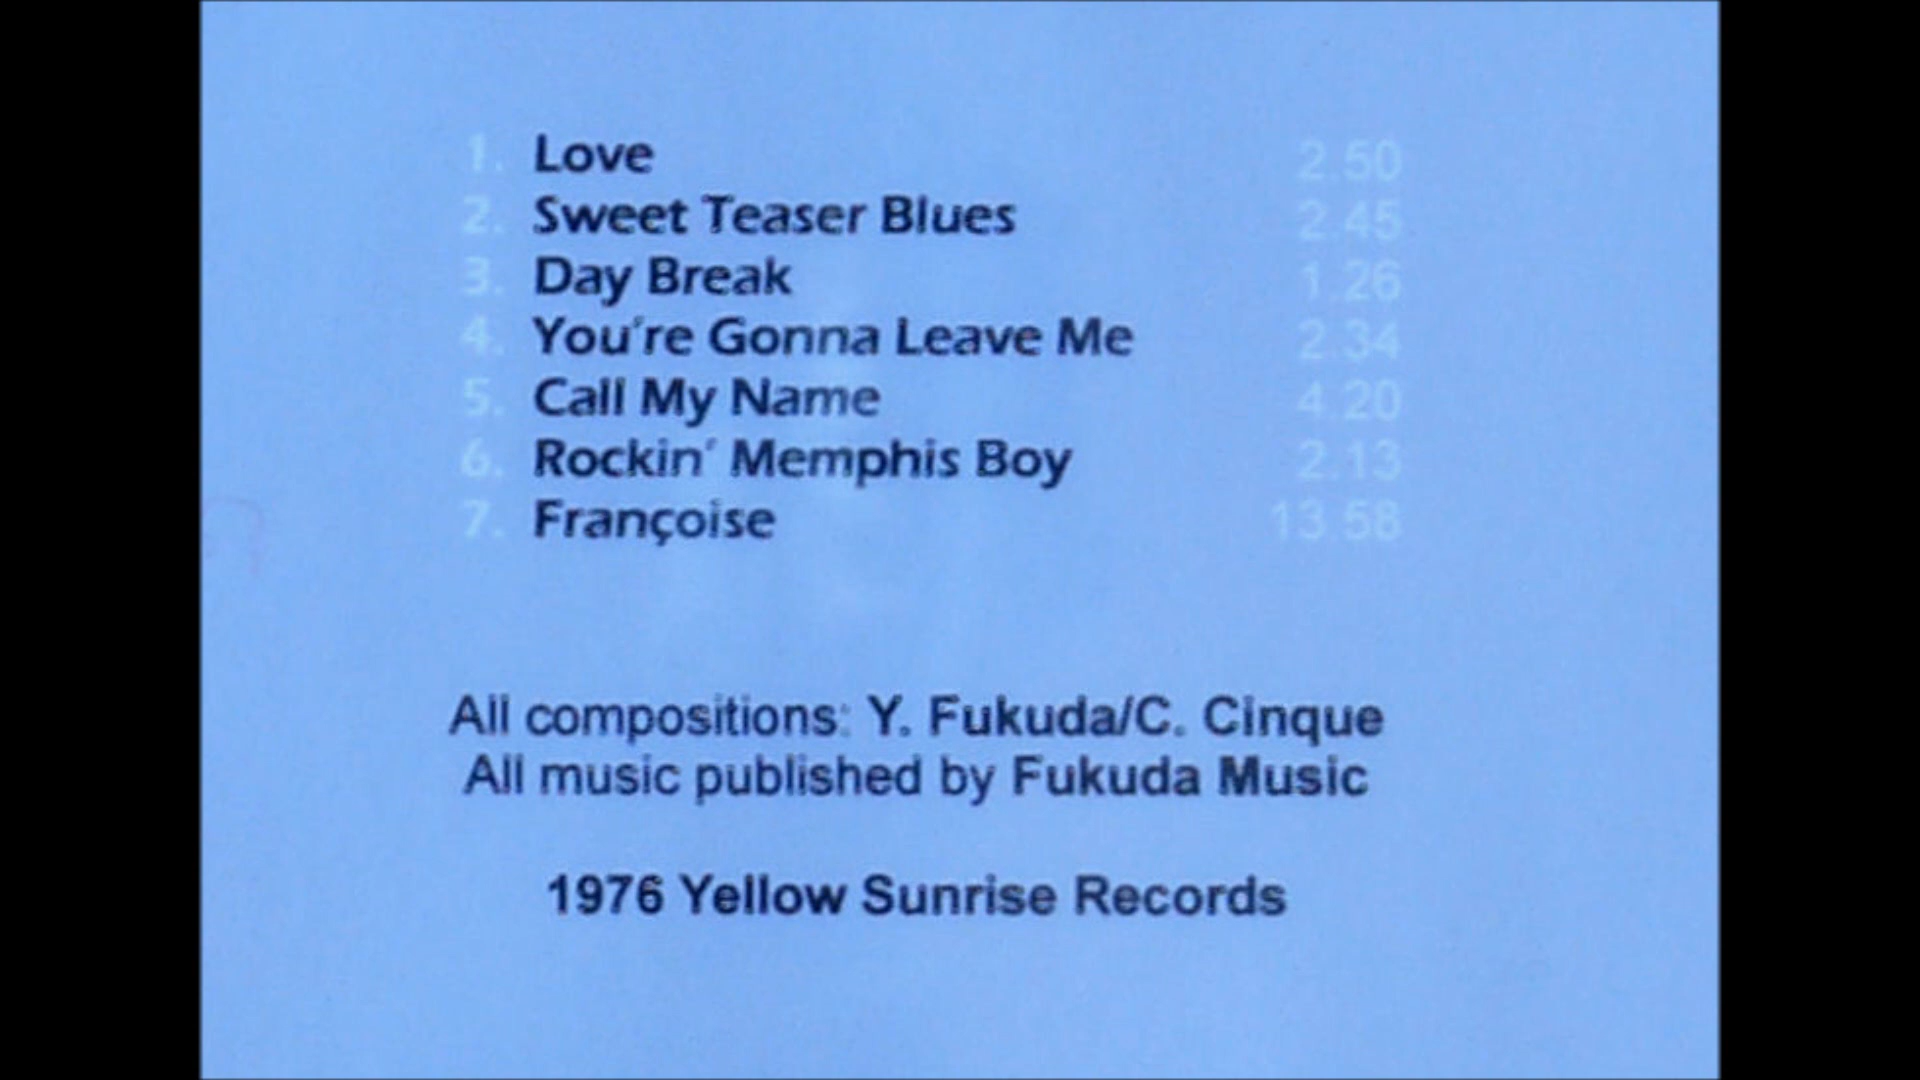 1. Love 2.50
2. Sweet Teaser Blues 2.45
3. Day Break 1.26
4. You're Gonna Leave Me 2.34
5. Call My Name 4.20
6. Rockin' Memphis Boy 2.13
7. Françoise 13.58
All compositions: Y. Fukuda/C. Cinque
All music published by Fukuda Music
1976 Yellow Sunrise Records